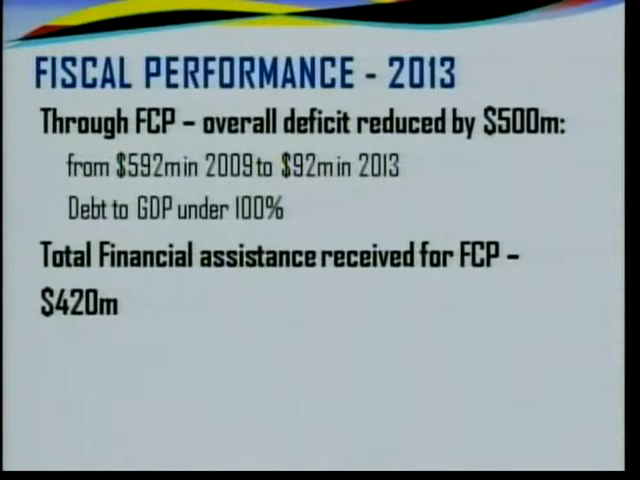 FISCAL PERFORMANCE - 2013
Through FCP – overall deficit reduced by $500m:
from $592m in 2009 to $92m in 2013
Debt to GDP under 100%
Total Financial assistance received for FCP –
$420m